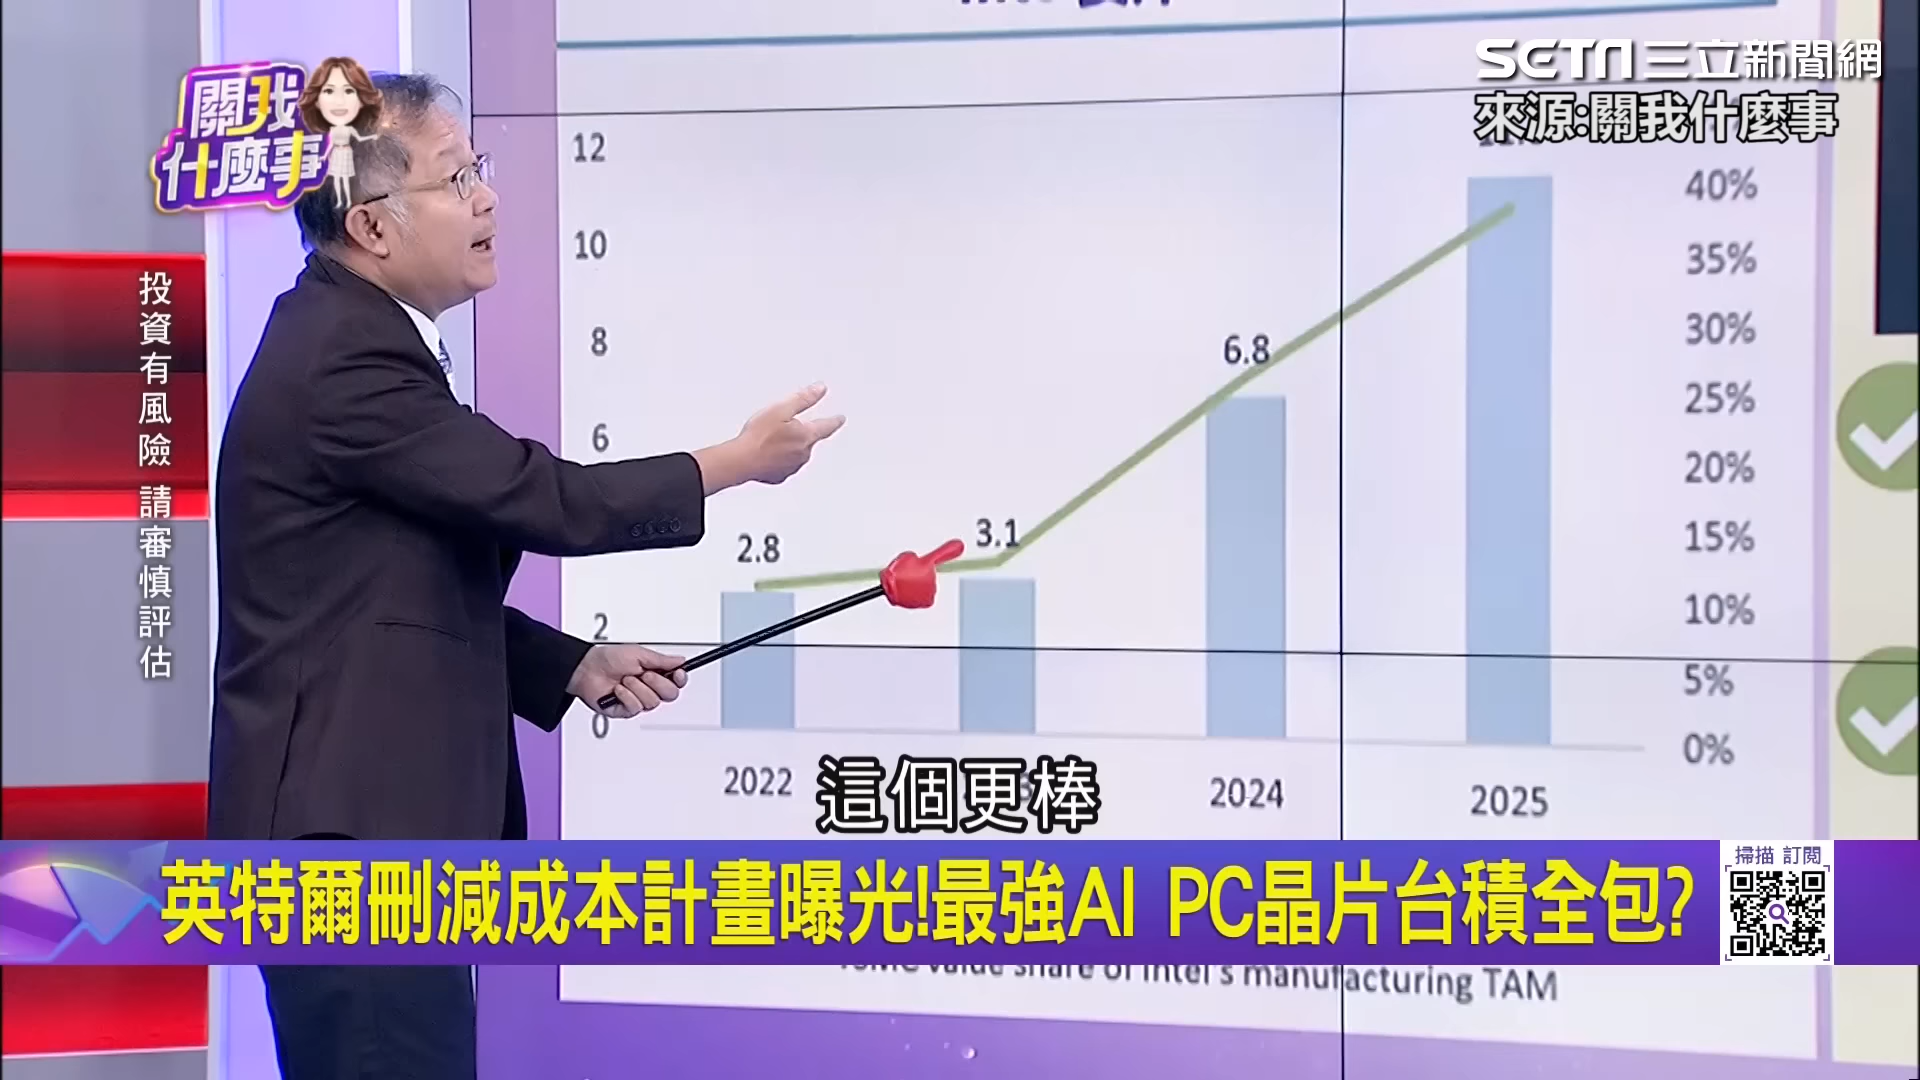 SETN三立新聞網
來源:關我什麼事
關我
什麼事
投資有風險 請審慎評估
12
10
8
6
2
0
40%
35%
30%
25%
20%
15%
10%
5%
0%
2.8
3.1
6.8
2022
2024
2025
這個更棒
掃描 訂閱
英特爾刪減成本計畫曝光!最強AI PC晶片台積全包?
value share of Intel's manufacturing TAM